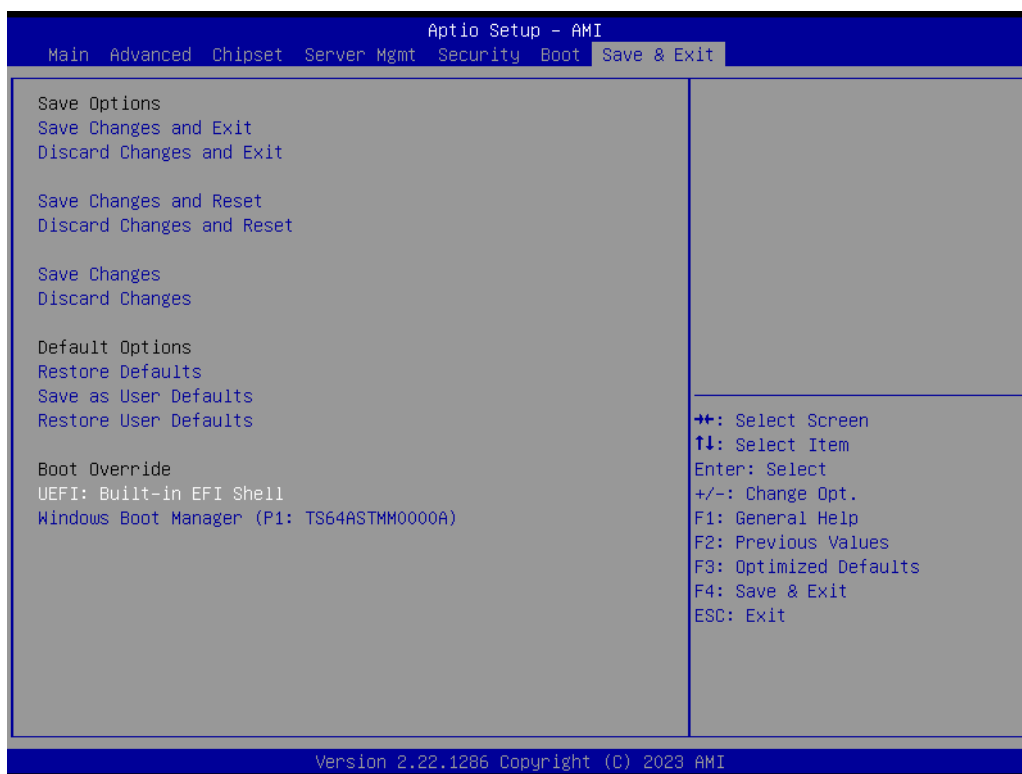 Aptio Setup – AMI
Main Advanced Chipset Server Mgmt Security Boot Save & Exit
Save Options
Save Changes and Exit
Discard Changes and Exit
Save Changes and Reset
Discard Changes and Reset
Save Changes
Discard Changes
Default Options
Restore Defaults
Save as User Defaults
Restore User Defaults
Boot Override
UEFI: Built-in EFI Shell
Windows Boot Manager (P1: TS64ASTMM0000A)
→←: Select Screen
↑↓: Select Item
Enter: Select
+/-: Change Opt.
F1: General Help
F2: Previous Values
F3: Optimized Defaults
F4: Save & Exit
ESC: Exit
Version 2.22.1286 Copyright (C) 2023 AMI